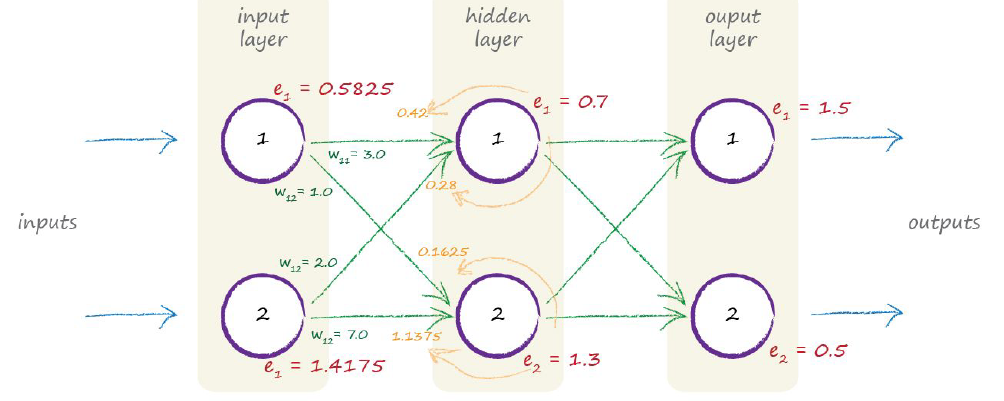 input
layer
hidden
layer
ouput
layer
e1 = 0.5825
0.42
e1 = 0.7
e1 = 1.5
1
1
1
w11= 3.0
w12= 1.0
0.28
inputs
outputs
w12= 2.0
0.1625
2
2
2
w12= 7.0
1.1375
e1 = 1.4175
e2 = 1.3
e2 = 0.5